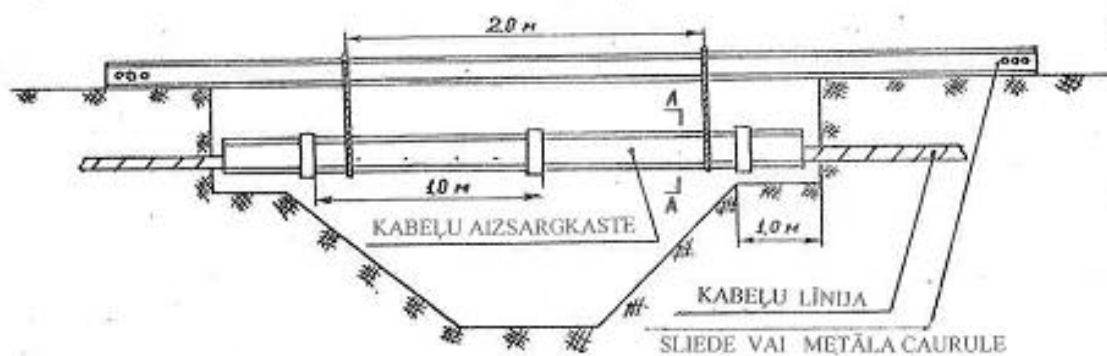 2.0 м
A
1.0 м
A
KABEĻU AIZSARGKASTE
1,0 м
KABEĻU LĪNIJA
SLIEDE VAI METĀLA CAURULE